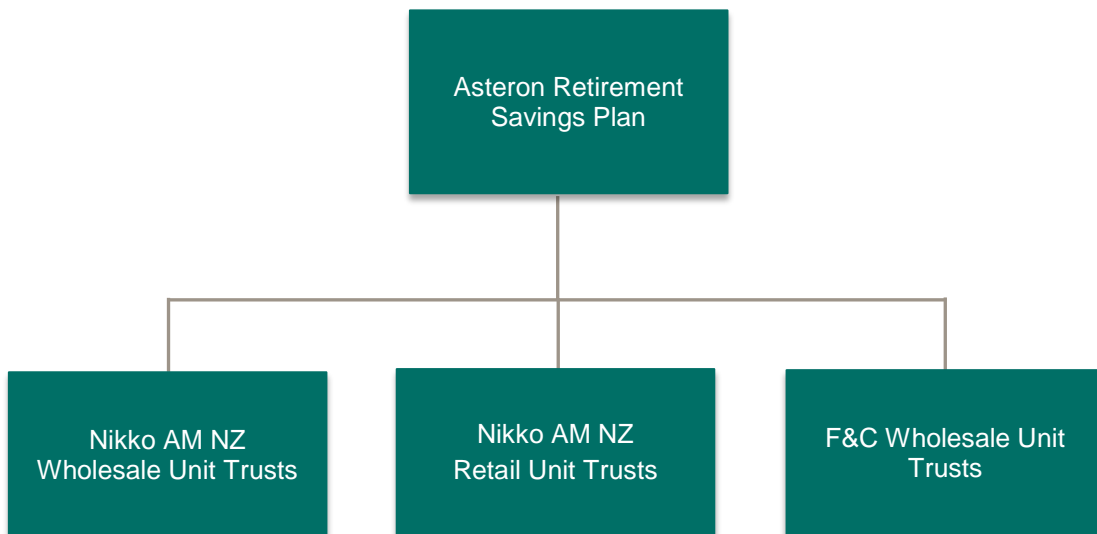 Asteron Retirement
Savings Plan
Nikko AM NZ
Wholesale Unit Trusts
Nikko AM NZ
Retail Unit Trusts
F&C Wholesale Unit
Trusts